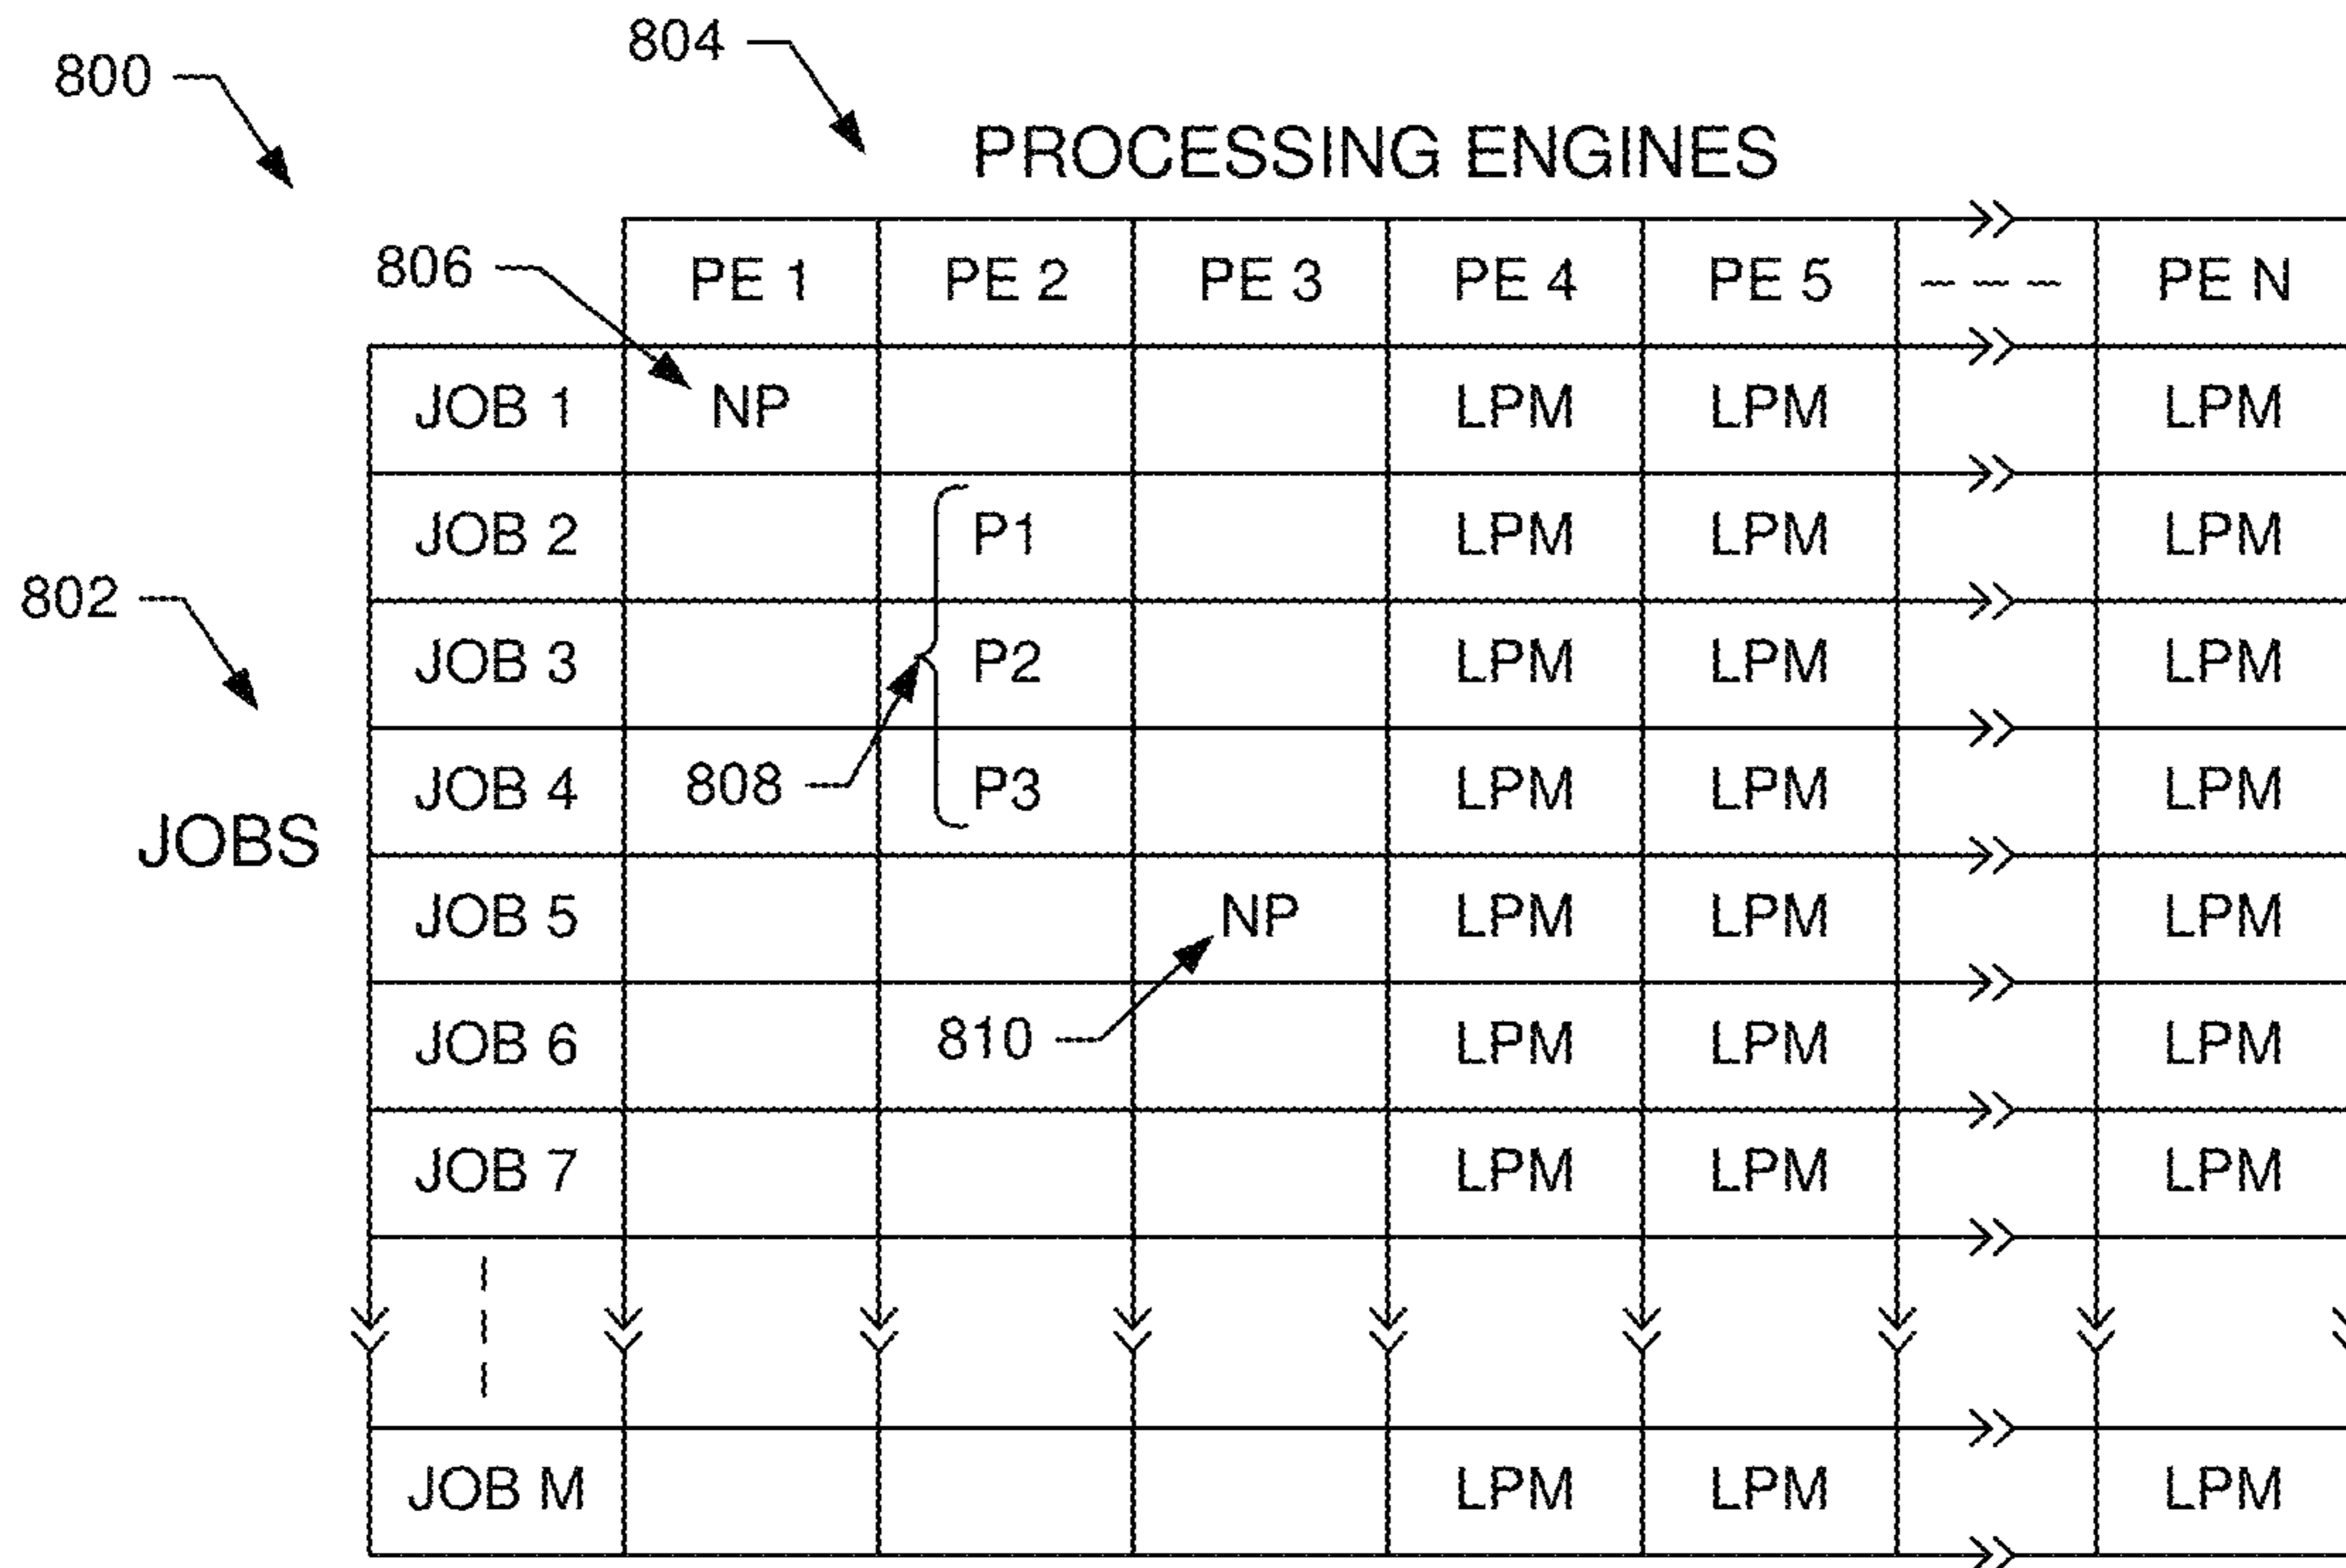 804
800
PROCESSING ENGINES
806 PE 1 PE 2 PE 3 PE 4 PE 5 PE N
JOB 1 NP LPM LPM LPM
JOB 2 P1 LPM LPM LPM
802
JOB 3 P2 LPM LPM LPM
JOB 4 808 P3 LPM LPM LPM
JOBS
JOB 5 NP LPM LPM LPM
JOB 6 810 LPM LPM LPM
JOB 7 LPM LPM LPM
JOB M LPM LPM LPM